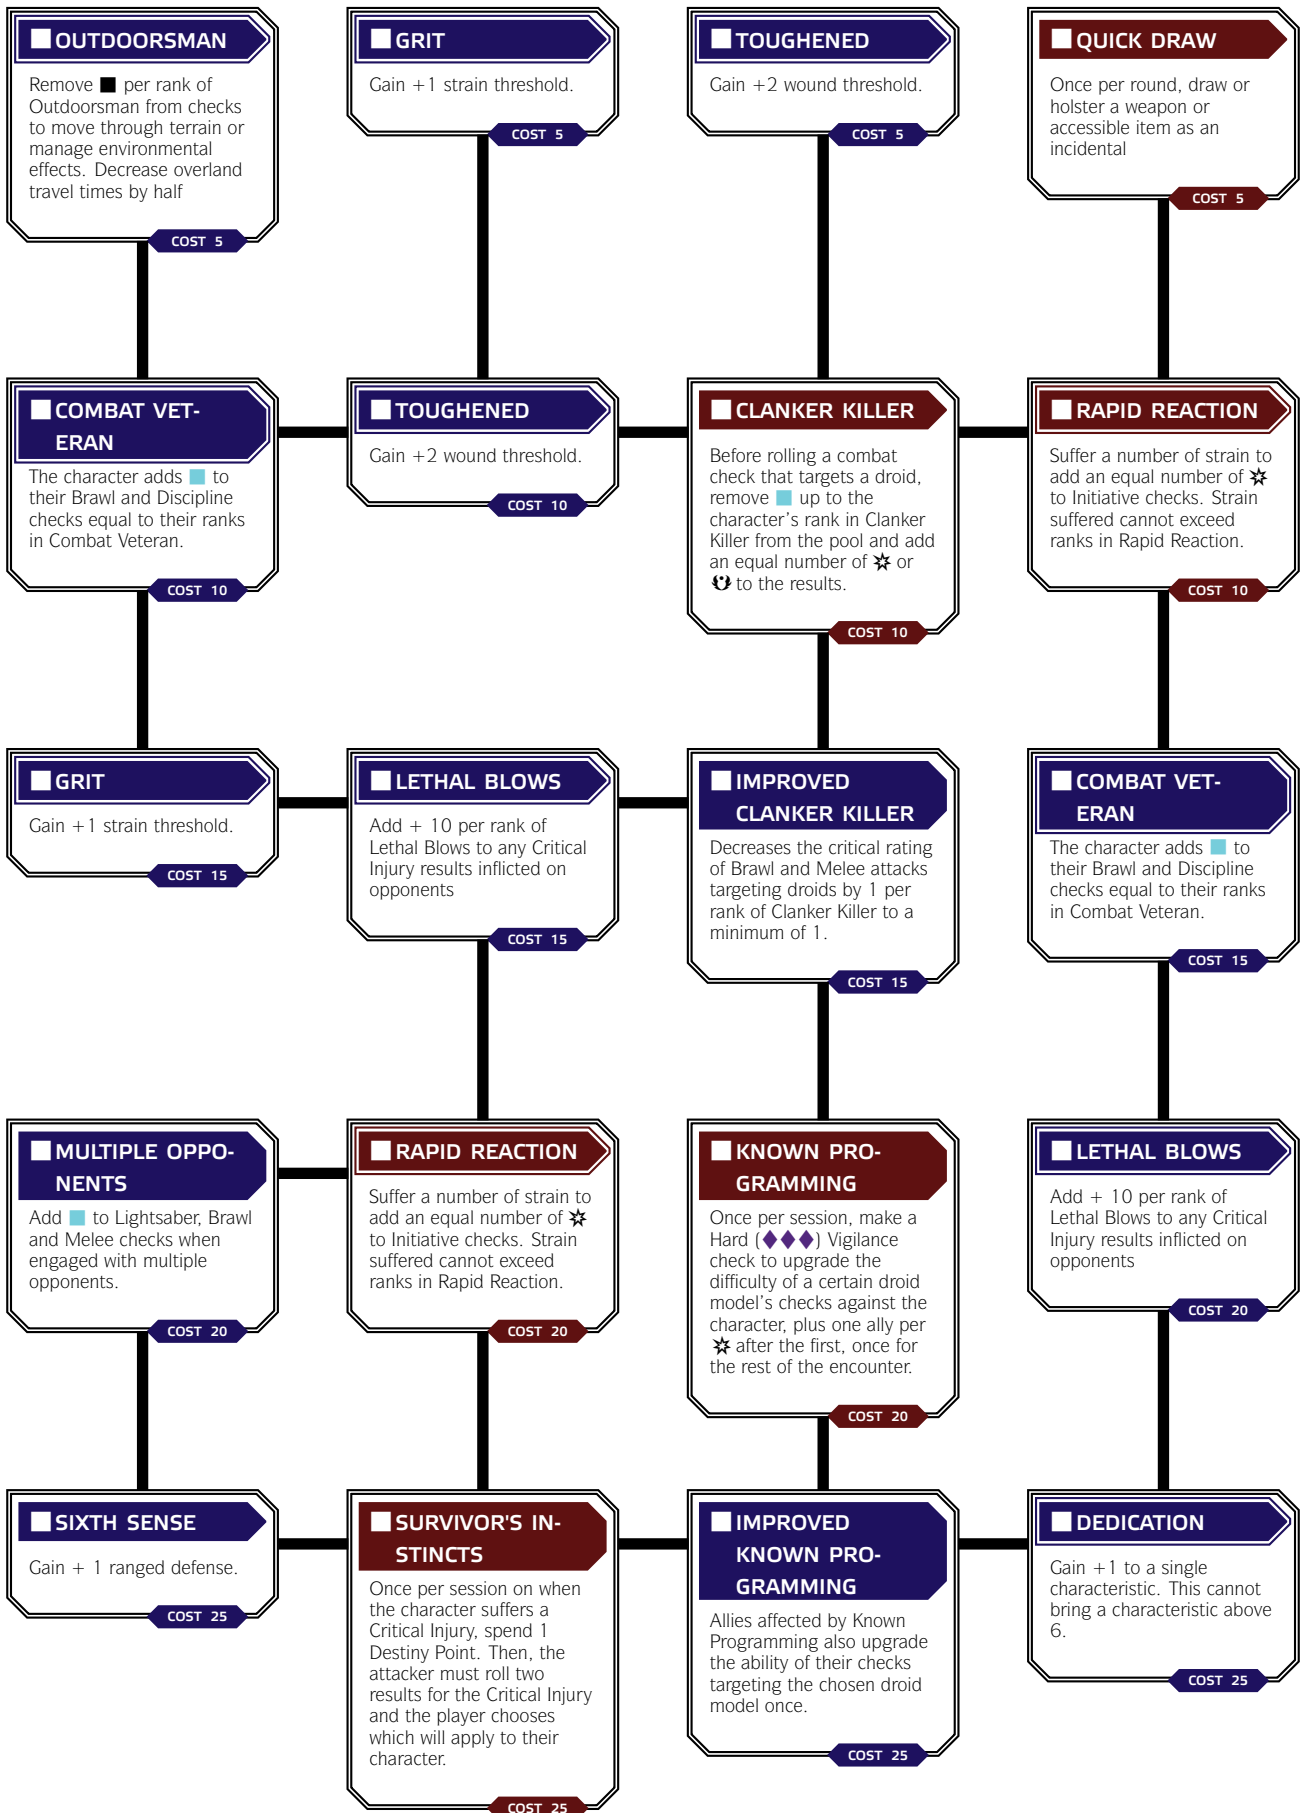 OUTDOORSMAN
Remove ■ per rank of
Outdoorsman from checks
to move through terrain or
manage environmental
effects. Decrease overland
travel times by half
COST 5
GRIT
Gain +1 strain threshold.
COST 5
TOUGHENED
Gain +2 wound threshold.
COST 5
QUICK DRAW
Once per round, draw or
holster a weapon or
accessible item as an
incidental
COST 5
COMBAT VET-
ERAN
The character adds ■ to
their Brawl and Discipline
checks equal to their ranks
in Combat Veteran.
COST 10
TOUGHENED
Gain +2 wound threshold.
COST 10
CLANKER KILLER
Before rolling a combat
check that targets a droid,
remove ■ up to the
character's rank in Clanker
Killer from the pool and add
an equal number of or
to the results.
COST 10
RAPID REACTION
Suffer a number of strain to
add an equal number of
to Initiative checks. Strain
suffered cannot exceed
ranks in Rapid Reaction.
COST 10
GRIT
Gain +1 strain threshold.
COST 15
LETHAL BLOWS
Add + 10 per rank of
Lethal Blows to any Critical
Injury results inflicted on
opponents
COST 15
IMPROVED
CLANKER KILLER
Decreases the critical rating
of Brawl and Melee attacks
targeting droids by 1 per
rank of Clanker Killer to a
minimum of 1.
COST 15
COMBAT VET-
ERAN
The character adds ■ to
their Brawl and Discipline
checks equal to their ranks
in Combat Veteran.
COST 15
MULTIPLE OPPO-
NENTS
Add ■ to Lightsaber, Brawl
and Melee checks when
engaged with multiple
opponents.
COST 20
RAPID REACTION
Suffer a number of strain to
add an equal number of
to Initiative checks. Strain
suffered cannot exceed
ranks in Rapid Reaction.
COST 20
KNOWN PRO-
GRAMMING
Once per session, make a
Hard (♦♦♦) Vigilance
check to upgrade the
difficulty of a certain droid
model's checks against the
character, plus one ally per
after the first, once for
the rest of the encounter.
COST 20
LETHAL BLOWS
Add + 10 per rank of
Lethal Blows to any Critical
Injury results inflicted on
opponents
COST 20
SIXTH SENSE
Gain + 1 ranged defense.
COST 25
SURVIVOR'S IN-
STINCTS
Once per session on when
the character suffers a
Critical Injury, spend 1
Destiny Point. Then, the
attacker must roll two
results for the Critical Injury
and the player chooses
which will apply to their
character.
COST 25
IMPROVED
KNOWN PRO-
GRAMMING
Allies affected by Known
Programming also upgrade
the ability of their checks
targeting the chosen droid
model once.
COST 25
DEDICATION
Gain +1 to a single
characteristic. This cannot
bring a characteristic above
6.
COST 25